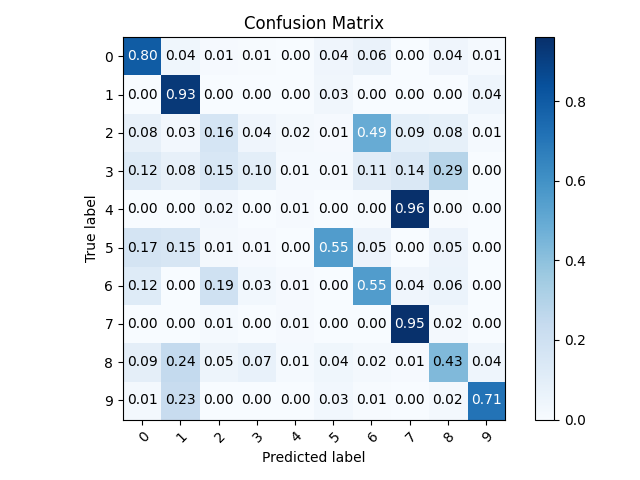 Confusion Matrix
True label
0 0.80 0.04 0.01 0.01 0.00 0.04 0.06 0.00 0.04 0.01
1 0.00 0.93 0.00 0.00 0.00 0.03 0.00 0.00 0.00 0.04
2 0.08 0.03 0.16 0.04 0.02 0.01 0.49 0.09 0.08 0.01
3 0.12 0.08 0.15 0.10 0.01 0.01 0.11 0.14 0.29 0.00
4 0.00 0.00 0.02 0.00 0.01 0.00 0.00 0.96 0.00 0.00
5 0.17 0.15 0.01 0.01 0.00 0.55 0.05 0.00 0.05 0.00
6 0.12 0.00 0.19 0.03 0.01 0.00 0.55 0.04 0.06 0.00
7 0.00 0.00 0.01 0.00 0.01 0.00 0.00 0.95 0.02 0.00
8 0.09 0.24 0.05 0.07 0.01 0.04 0.02 0.01 0.43 0.04
9 0.01 0.23 0.00 0.00 0.00 0.03 0.01 0.00 0.02 0.71
0 1 2 3 4 5 6 7 8 9
Predicted label
0.8
0.6
0.4
0.2
0.0